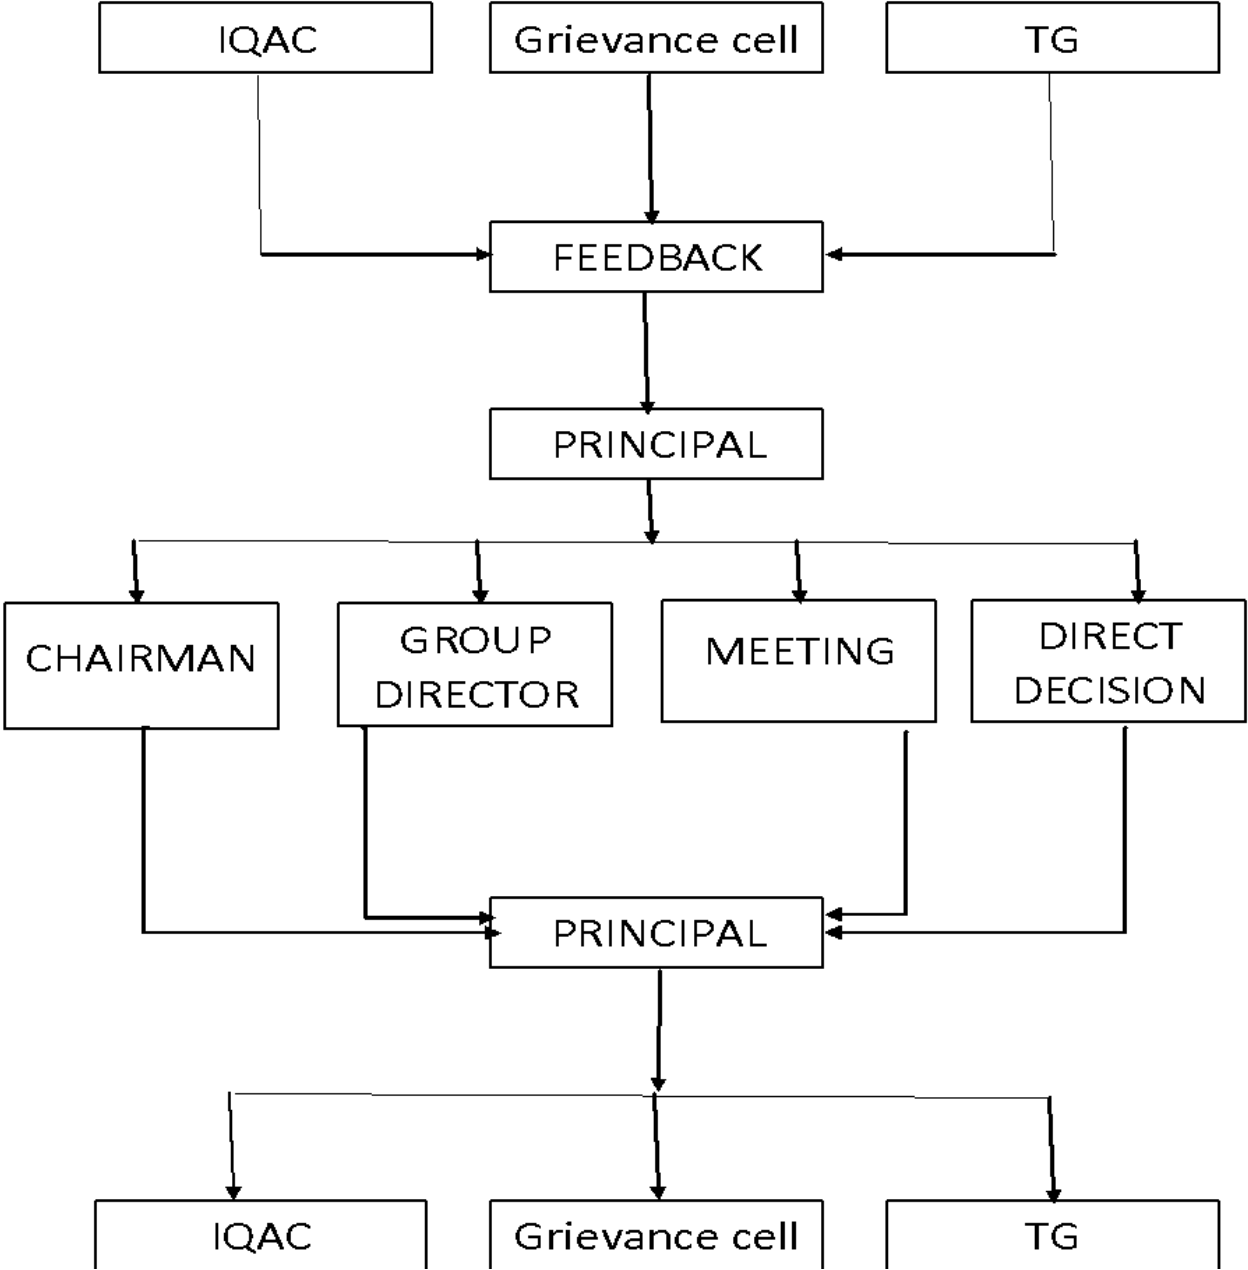 IQAC
Grievance cell
TG
FEEDBACK
PRINCIPAL
CHAIRMAN
GROUP
DIRECTOR
MEETING
DIRECT
DECISION
PRINCIPAL
IQAC
Grievance cell
TG